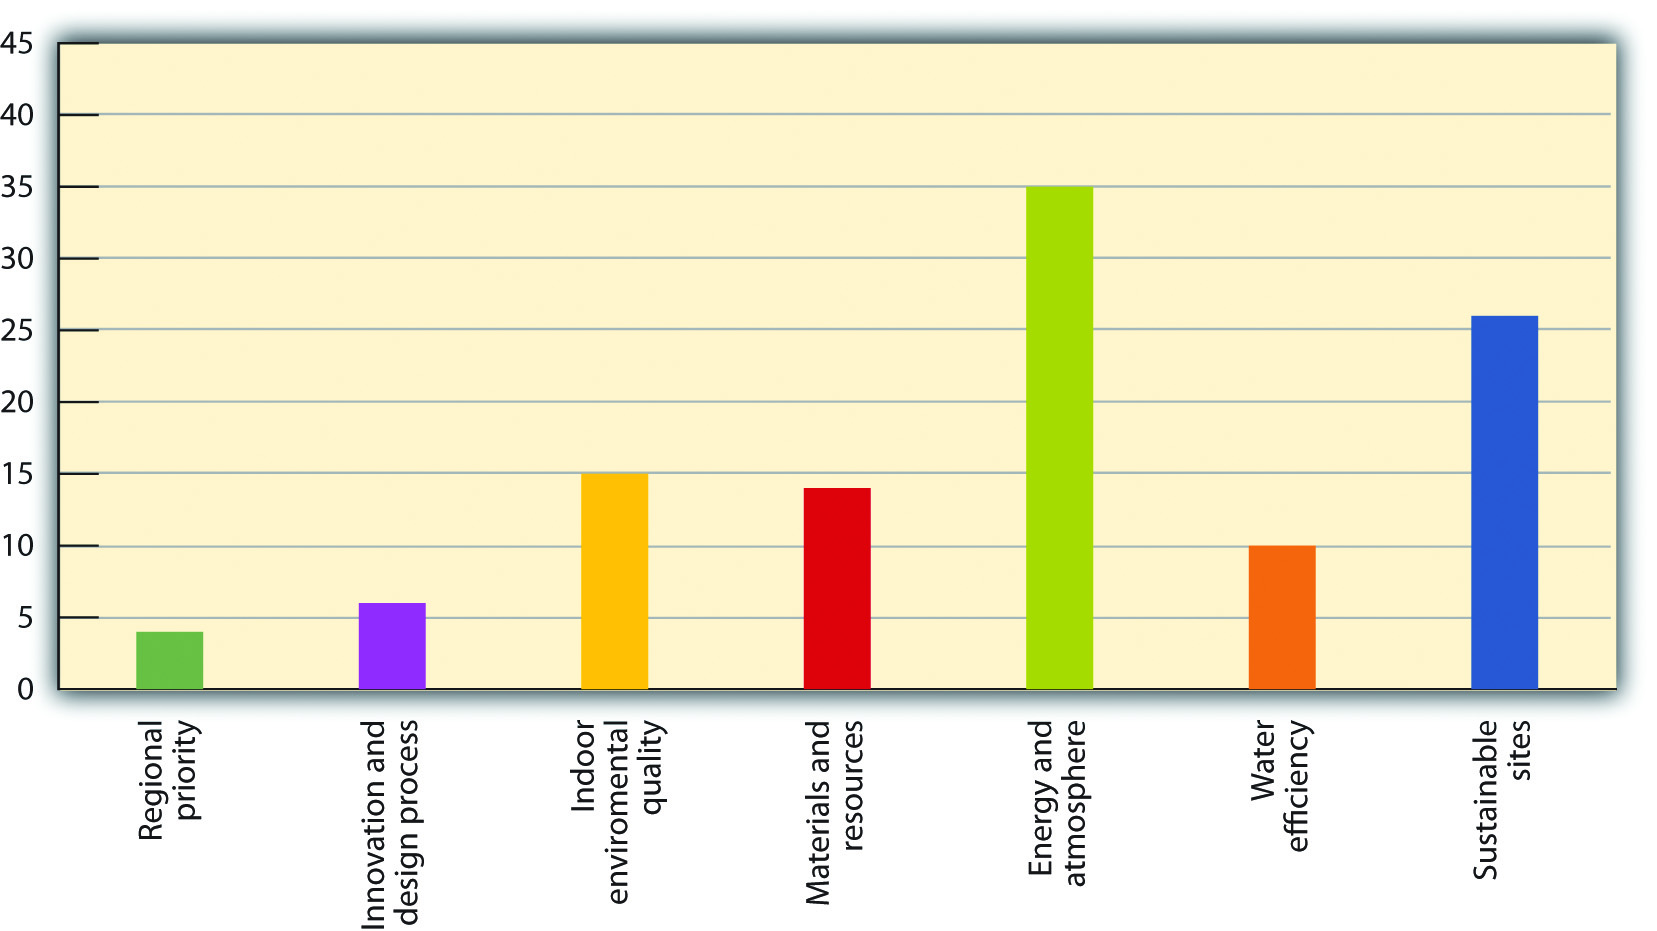 45
40
35
30
25
20
15
10
5
0
Regional
priority
Innovation and
design process
Indoor
enviromental
quality
Materials and
resources
Energy and
atmosphere
Water
efficiency
Sustainable
sites